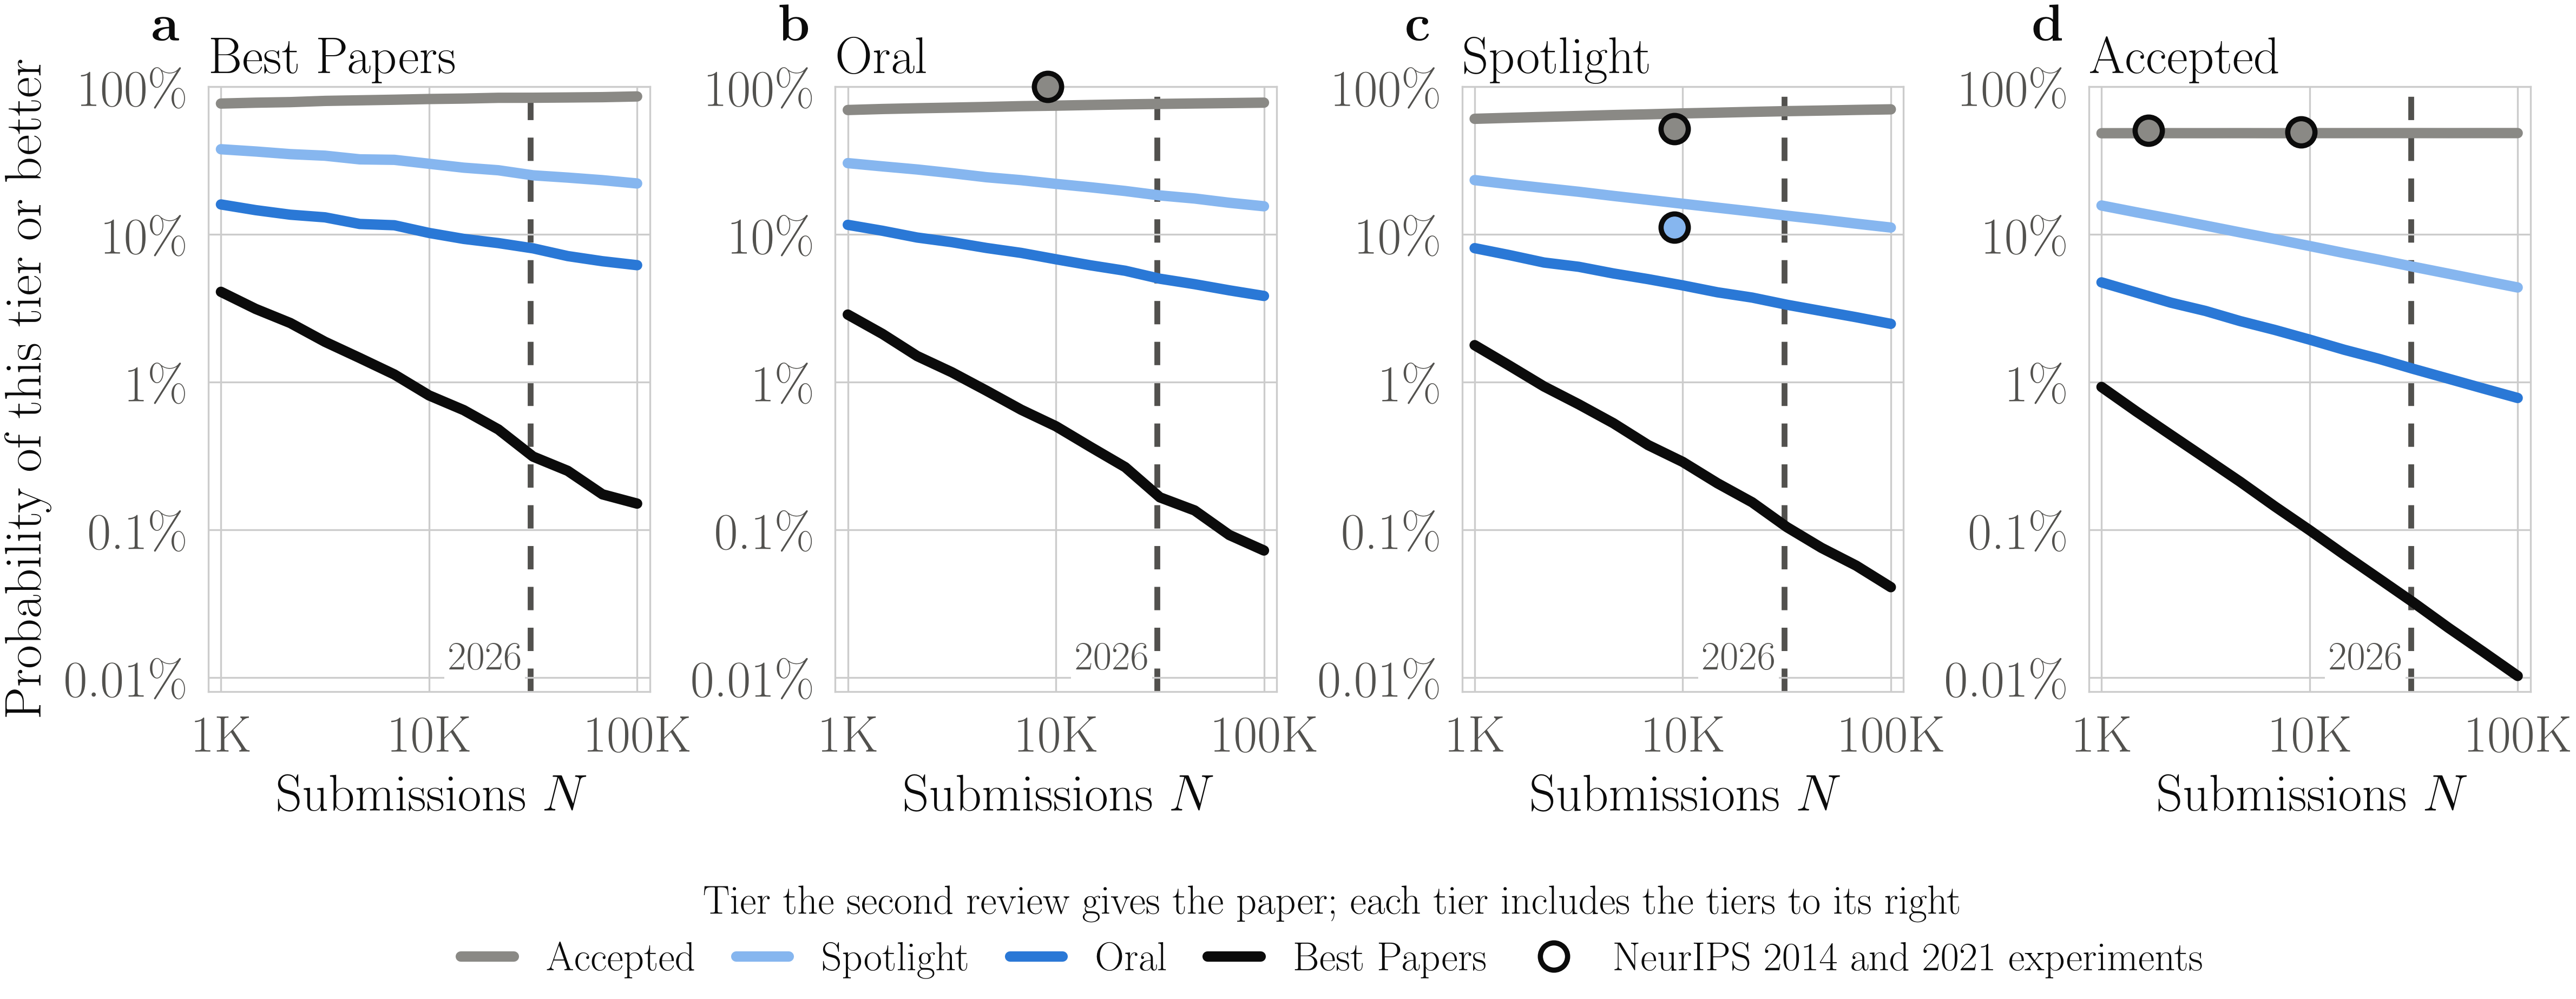 a
Best Papers
b
Oral
c
Spotlight
d
Accepted
Probability of this tier or better
100%
10%
1%
0.1%
0.01%
2026
1K
10K
100K
Submissions N
100%
10%
1%
0.1%
0.01%
2026
1K
10K
100K
Submissions N
100%
10%
1%
0.1%
0.01%
2026
1K
10K
100K
Submissions N
100%
10%
1%
0.1%
0.01%
2026
1K
10K
100K
Submissions N
Tier the second review gives the paper; each tier includes the tiers to its right
Accepted
Spotlight
Oral
Best Papers
NeurIPS 2014 and 2021 experiments